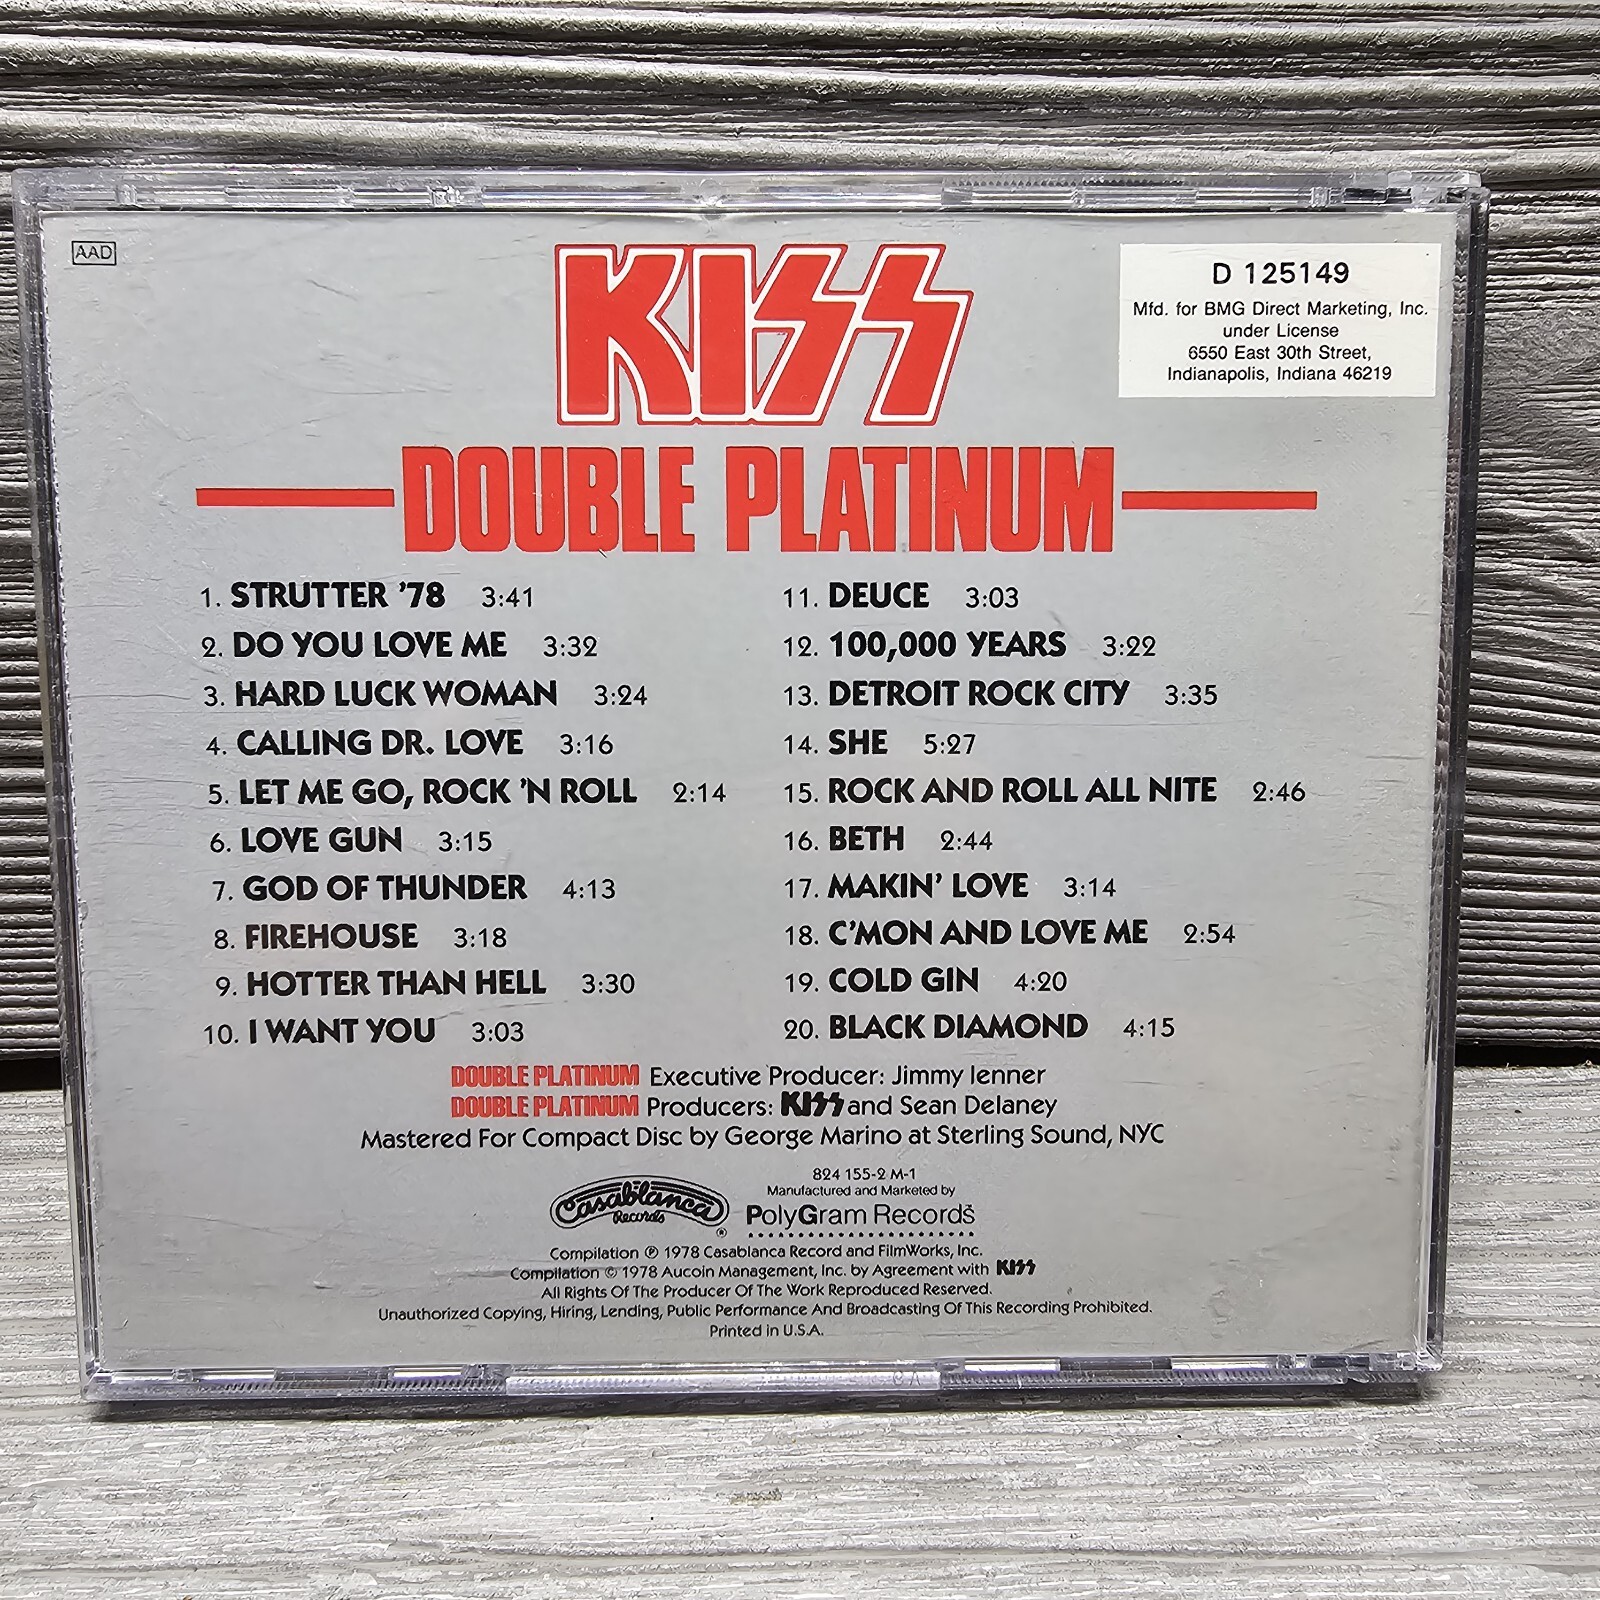 AAD
KISS
D 125149
Mfd. for BMG Direct Marketing, Inc.
under License
6550 East 30th Street,
Indianapolis, Indiana 46219
DOUBLE PLATINUM
1. STRUTTER '78 3:41
2. DO YOU LOVE ME 3:32
3. HARD LUCK WOMAN 3:24
4. CALLING DR. LOVE 3:16
5. LET ME GO, ROCK 'N ROLL 2:14
6. LOVE GUN 3:15
7. GOD OF THUNDER 4:13
8. FIREHOUSE 3:18
9. HOTTER THAN HELL 3:30
10. I WANT YOU 3:03
11. DEUCE 3:03
12. 100,000 YEARS 3:22
13. DETROIT ROCK CITY 3:35
14. SHE 5:27
15. ROCK AND ROLL ALL NITE 2:46
16. BETH 2:44
17. MAKIN' LOVE 3:14
18. C'MON AND LOVE ME 2:54
19. COLD GIN 4:20
20. BLACK DIAMOND 4:15
DOUBLE PLATINUM Executive Producer: Jimmy Ienner
DOUBLE PLATINUM Producers: KISS and Sean Delaney
Mastered For Compact Disc by George Marino at Sterling Sound, NYC
Casablanca
Records
®
824 155-2 M-1
Manufactured and Marketed by
PolyGram Records
Compilation ℗ 1978 Casablanca Record and FilmWorks, Inc.
Compilation © 1978 Aucoin Management, Inc. by Agreement with KISS
All Rights Of The Producer Of The Work Reproduced Reserved.
Unauthorized Copying, Hiring, Lending, Public Performance And Broadcasting Of This Recording Prohibited.
Printed in U.S.A.